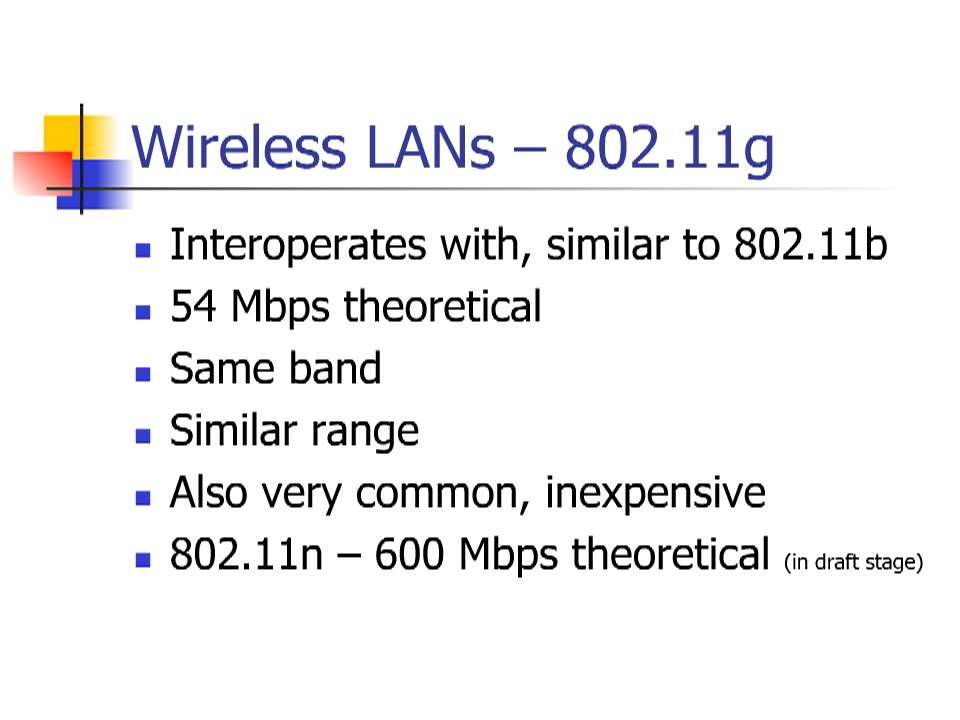 Wireless LANs – 802.11g
Interoperates with, similar to 802.11b
54 Mbps theoretical
Same band
Similar range
Also very common, inexpensive
802.11n – 600 Mbps theoretical (in draft stage)